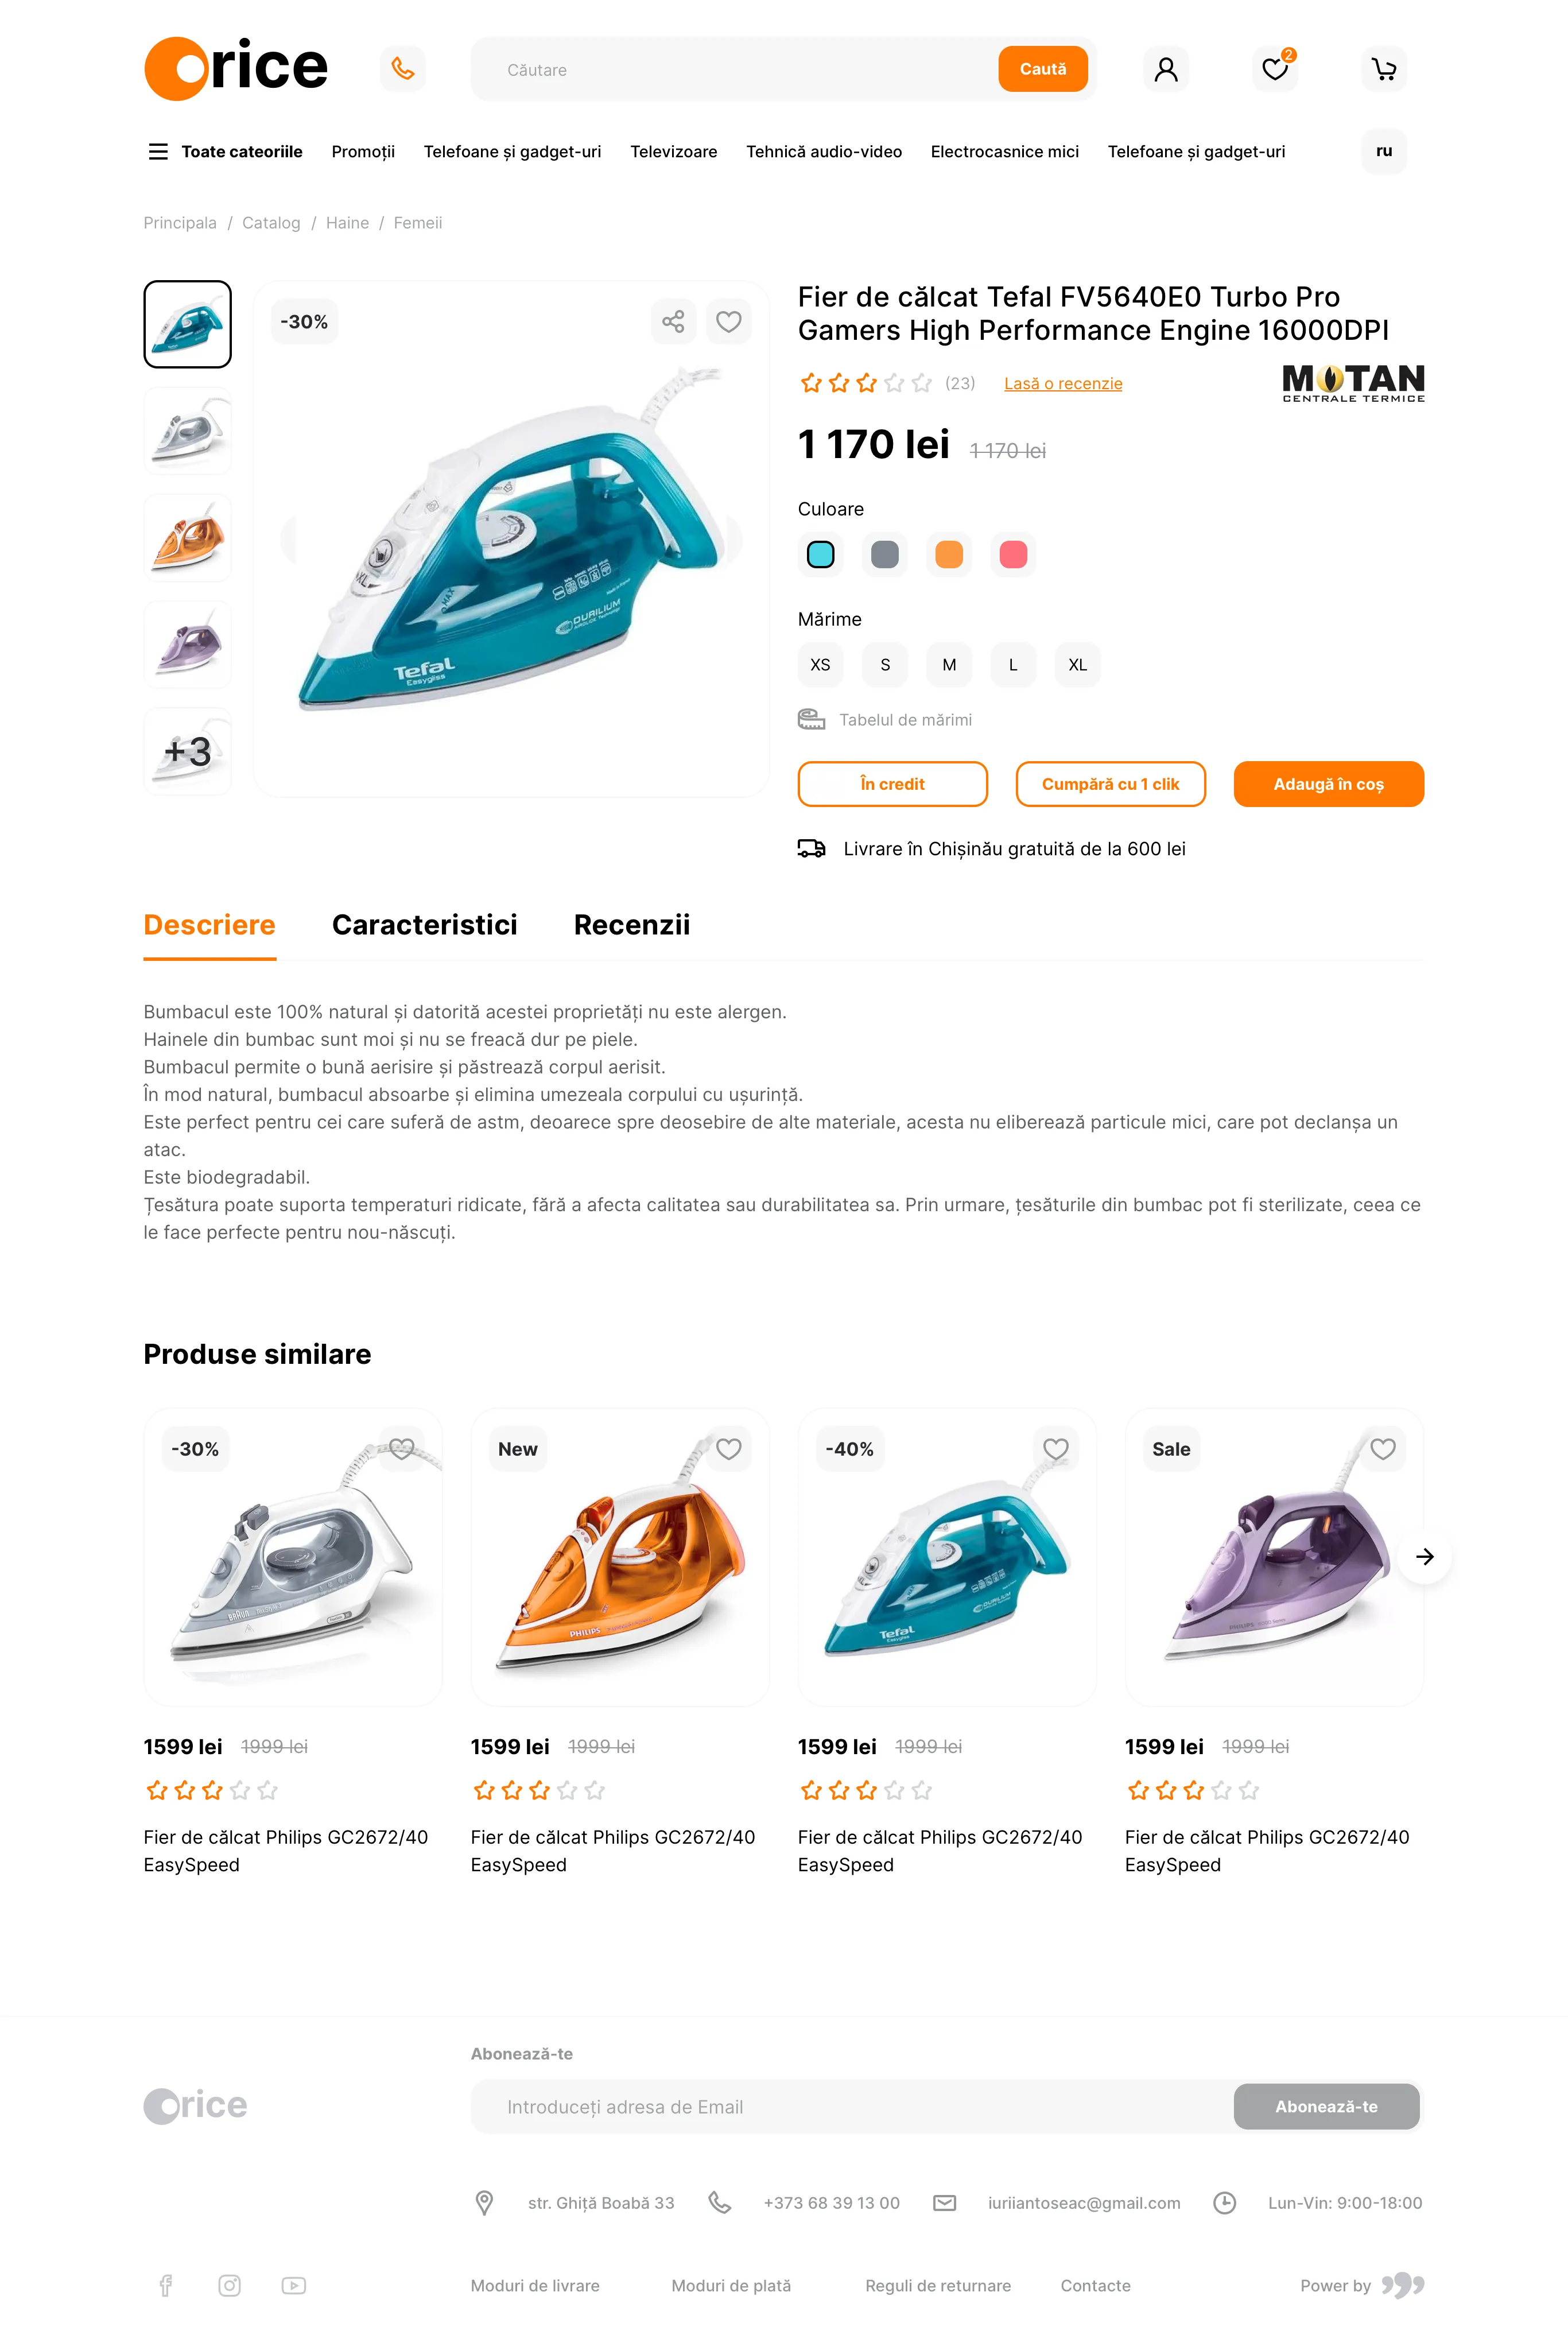 Orice
Căutare
Caută
2
Toate cateoriile
Promoții
Telefoane și gadget-uri
Televizoare
Tehnică audio-video
Electrocasnice mici
Telefoane și gadget-uri
ru
Principala / Catalog / Haine / Femeii
-30%
+3
XL
MAX
DURILIUM
Tefal
Easygliss
Fier de călcat Tefal FV5640E0 Turbo Pro
Gamers High Performance Engine 16000DPI
(23)
Lasă o recenzie
MOTAN
CENTRALE TERMICE
1 170 lei
1 170 lei
Culoare
Mărime
XS
S
M
L
XL
Tabelul de mărimi
În credit
Cumpără cu 1 clik
Adaugă în coș
Livrare în Chișinău gratuită de la 600 lei
Descriere
Caracteristici
Recenzii
Bumbacul este 100% natural și datorită acestei proprietăți nu este alergen.
Hainele din bumbac sunt moi și nu se freacă dur pe piele.
Bumbacul permite o bună aerisire și păstrează corpul aerisit.
În mod natural, bumbacul absoarbe și elimina umezeala corpului cu ușurință.
Este perfect pentru cei care suferă de astm, deoarece spre deosebire de alte materiale, acesta nu eliberează particule mici, care pot declanșa un
atac.
Este biodegradabil.
Țesătura poate suporta temperaturi ridicate, fără a afecta calitatea sau durabilitatea sa. Prin urmare, țesăturile din bumbac pot fi sterilizate, ceea ce
le face perfecte pentru nou-născuți.
Produse similare
-30%
BRAUN
New
PHILIPS
-40%
DURILIUM
Tefal
Easygliss
Sale
PHILIPS
1599 lei 1999 lei
1599 lei 1999 lei
1599 lei 1999 lei
1599 lei 1999 lei
Fier de călcat Philips GC2672/40
EasySpeed
Fier de călcat Philips GC2672/40
EasySpeed
Fier de călcat Philips GC2672/40
EasySpeed
Fier de călcat Philips GC2672/40
EasySpeed
Abonează-te
Orice
Introduceți adresa de Email
Abonează-te
str. Ghiță Boabă 33
+373 68 39 13 00
iuriiantoseac@gmail.com
Lun-Vin: 9:00-18:00
Moduri de livrare
Moduri de plată
Reguli de returnare
Contacte
Power by